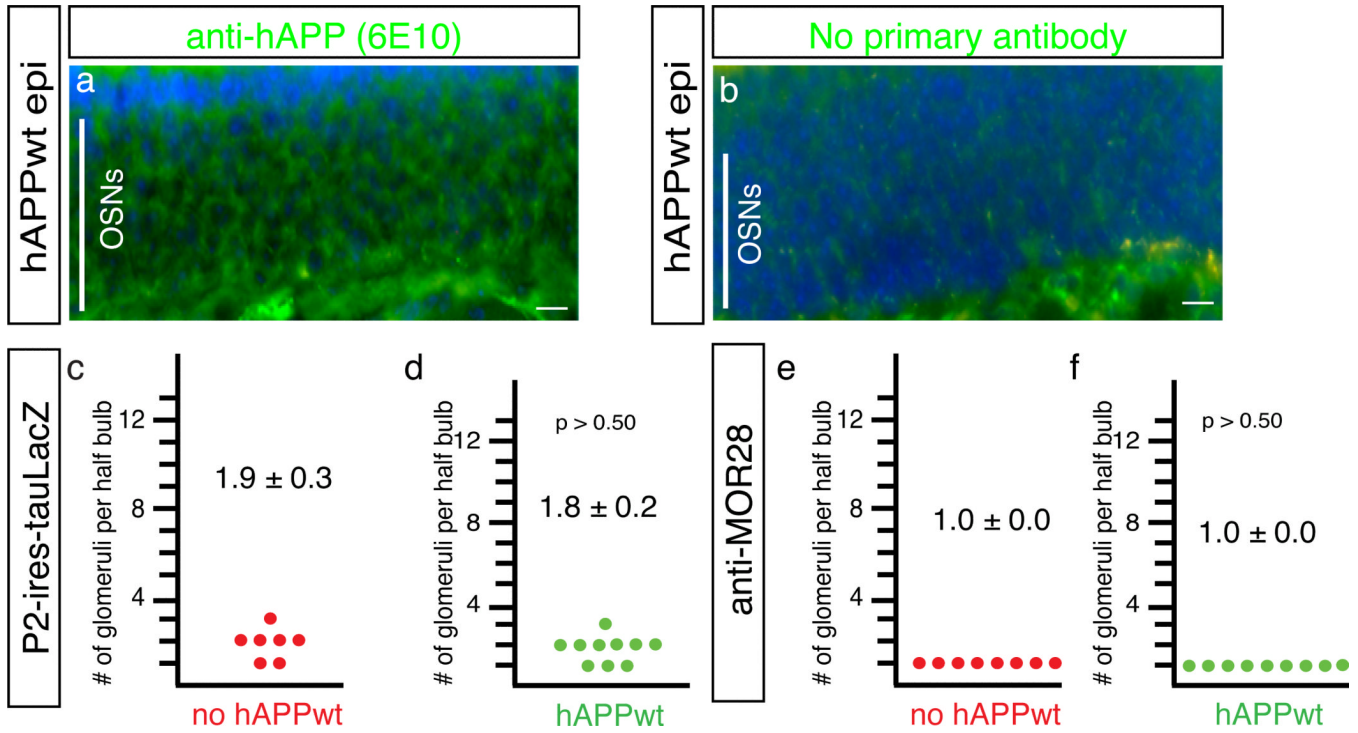 hAPPwt epi
anti-hAPP (6E10)
a
OSNs
hAPPwt epi
No primary antibody
b
OSNs
P2-ires-tauLacZ
c
# of glomeruli per half bulb
12
8
4
1.9 ± 0.3
no hAPPwt
d
# of glomeruli per half bulb
12
8
4
p > 0.50
1.8 ± 0.2
hAPPwt
anti-MOR28
e
# of glomeruli per half bulb
12
8
4
1.0 ± 0.0
no hAPPwt
f
# of glomeruli per half bulb
12
8
4
p > 0.50
1.0 ± 0.0
hAPPwt